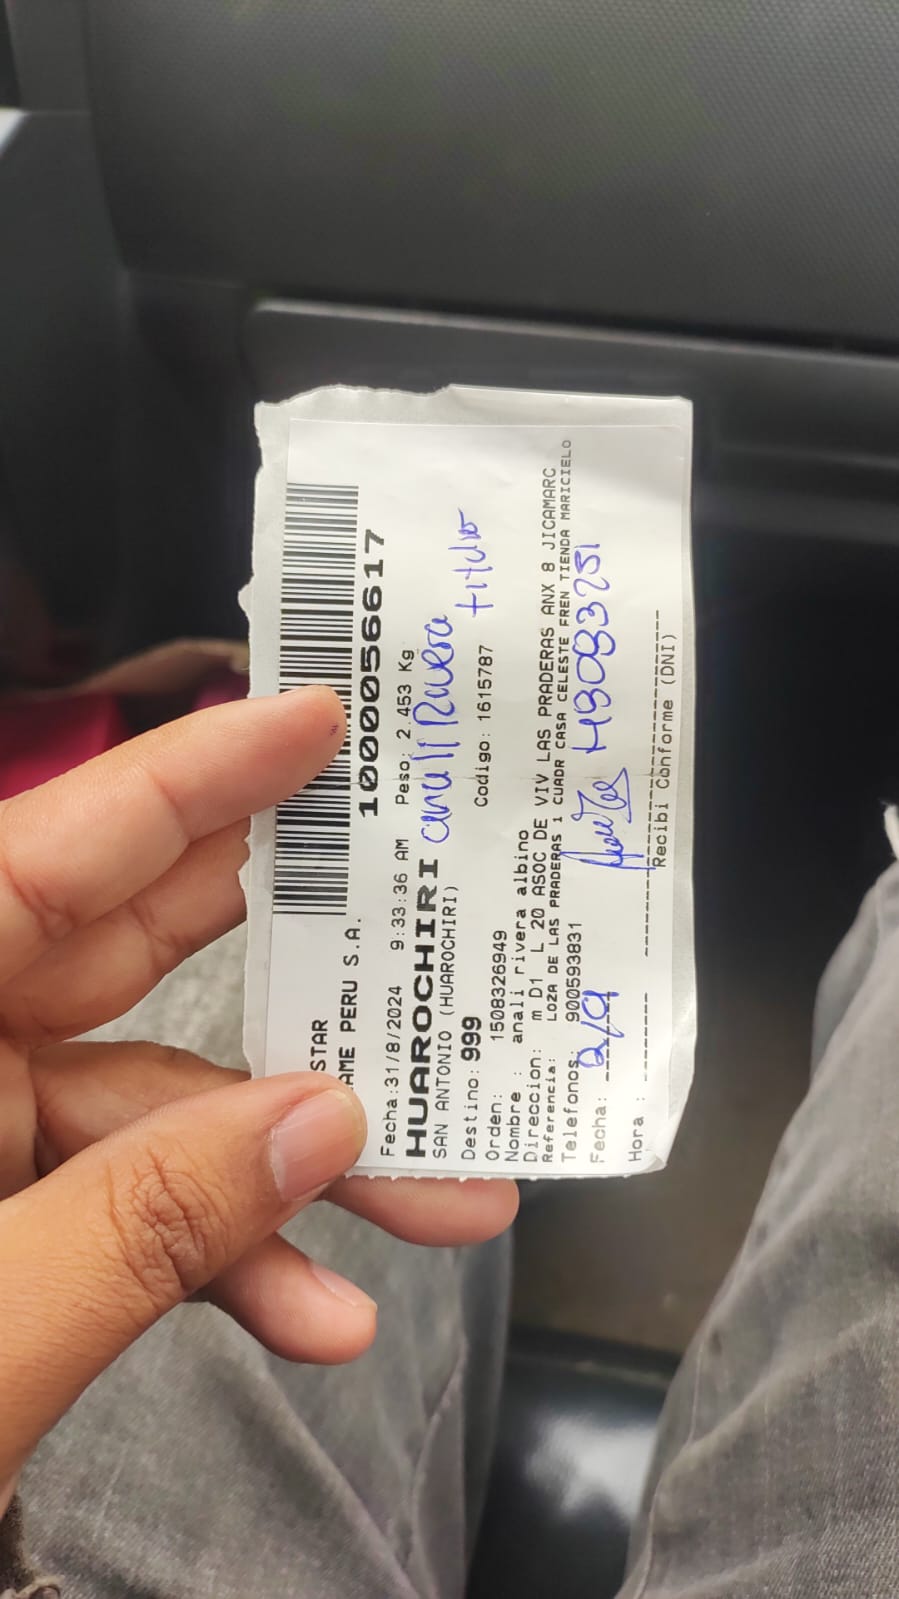 STAR
AME PERU S.A.
1000056617
Fecha:31/8/2024 9:33:36 AM Peso: 2.453 Kg
HUAROCHIRI anali Rivera titular
SAN ANTONIO (HUAROCHIRI)
Destino: 999 Codigo: 1615787
Orden: 1508326949
Nombre : anali rivera albino
Direccion: m D1 L 20 ASOC DE VIV LAS PRADERAS ANX 8 JICAMARC
Referencia: LOZA DE LAS PRADERAS 1 CUADR CASA CELESTE FREN TIENDA MARICIELO
Telefonos: 900593831
Fecha: 2/9
Hora :
Recibi Conforme (DNI)